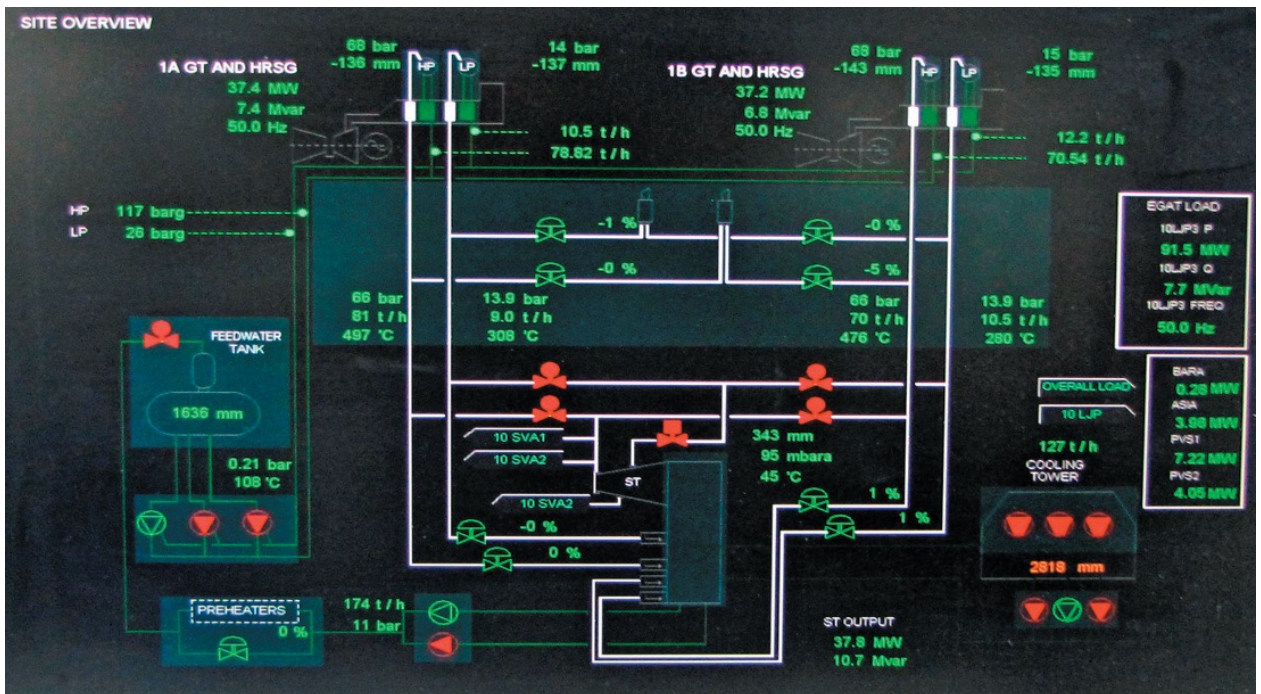 SITE OVERVIEW
68 bar
-136 mm
HP
LP
14 bar
-137 mm
1A GT AND HRSG
37.4 MW
7.4 Mvar
50.0 Hz
10.5 t/h
78.82 t/h
68 bar
-143 mm
HP
LP
15 bar
-135 mm
1B GT AND HRSG
37.2 MW
6.8 Mvar
50.0 Hz
12.2 t/h
70.54 t/h
HP 117 barg
LP 26 barg
-1 %
-0 %
-0 %
-5 %
66 bar
81 t/h
497 °C
13.9 bar
9.0 t/h
308 °C
66 bar
70 t/h
476 °C
13.9 bar
10.5 t/h
280 °C
EGAT LOAD
10LJP3 P
91.5 MW
10LJP3 Q
7.7 MVar
10LJP3 FREQ
50.0 Hz
FEEDWATER
TANK
1636 mm
0.21 bar
108 °C
10 SVA1
10 SVA2
10 SVA2
ST
343 mm
95 mbara
45 °C
-0 %
0 %
1 %
1 %
OVERALL LOAD
10 LJP
127 t/h
COOLING
TOWER
2818 mm
BARA
0.28 MW
ASIA
3.98 MW
PVS1
7.22 MW
PVS2
4.05 MW
PREHEATERS
0 %
174 t/h
11 bar
ST OUTPUT
37.8 MW
10.7 Mvar